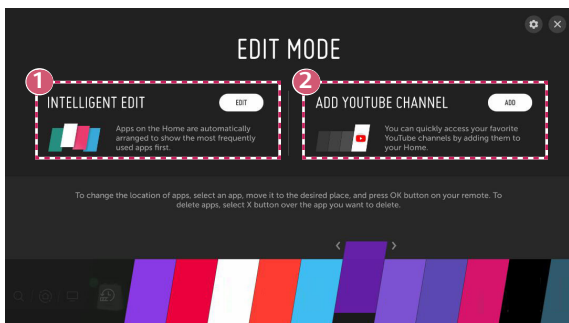 EDIT MODE
1
INTELLIGENT EDIT
EDIT
Apps on the Home are automatically
arranged to show the most frequently
used apps first.
2
ADD YOUTUBE CHANNEL
ADD
You can quickly access your favorite
YouTube channels by adding them to
your Home.
To change the location of apps, select an app, move it to the desired place, and press OK button on your remote. To
delete apps, select X button over the app you want to delete.